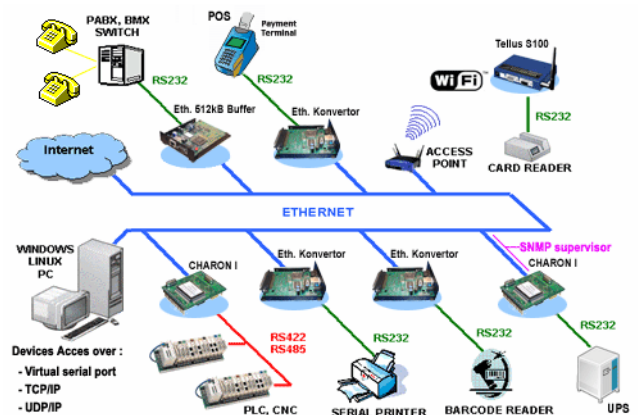 PABX, BMX
SWITCH
RS232
POS
Payment
Terminal
RS232
Eth. 512kB Buffer
Eth. Konvertor
Wi Fi™
Tellus S100
RS232
CARD READER
ACCESS
POINT
Internet
ETHERNET
WINDOWS
LINUX
PC
CHARON I
Eth. Konvertor
Eth. Konvertor
SNMP supervisor
CHARON I
RS422
RS485
RS232
RS232
RS232
Devices Acces over :
- Virtual serial port
- TCP/IP
- UDP/IP
PLC, CNC
SERIAL PRINTER
BARCODE READER
UPS